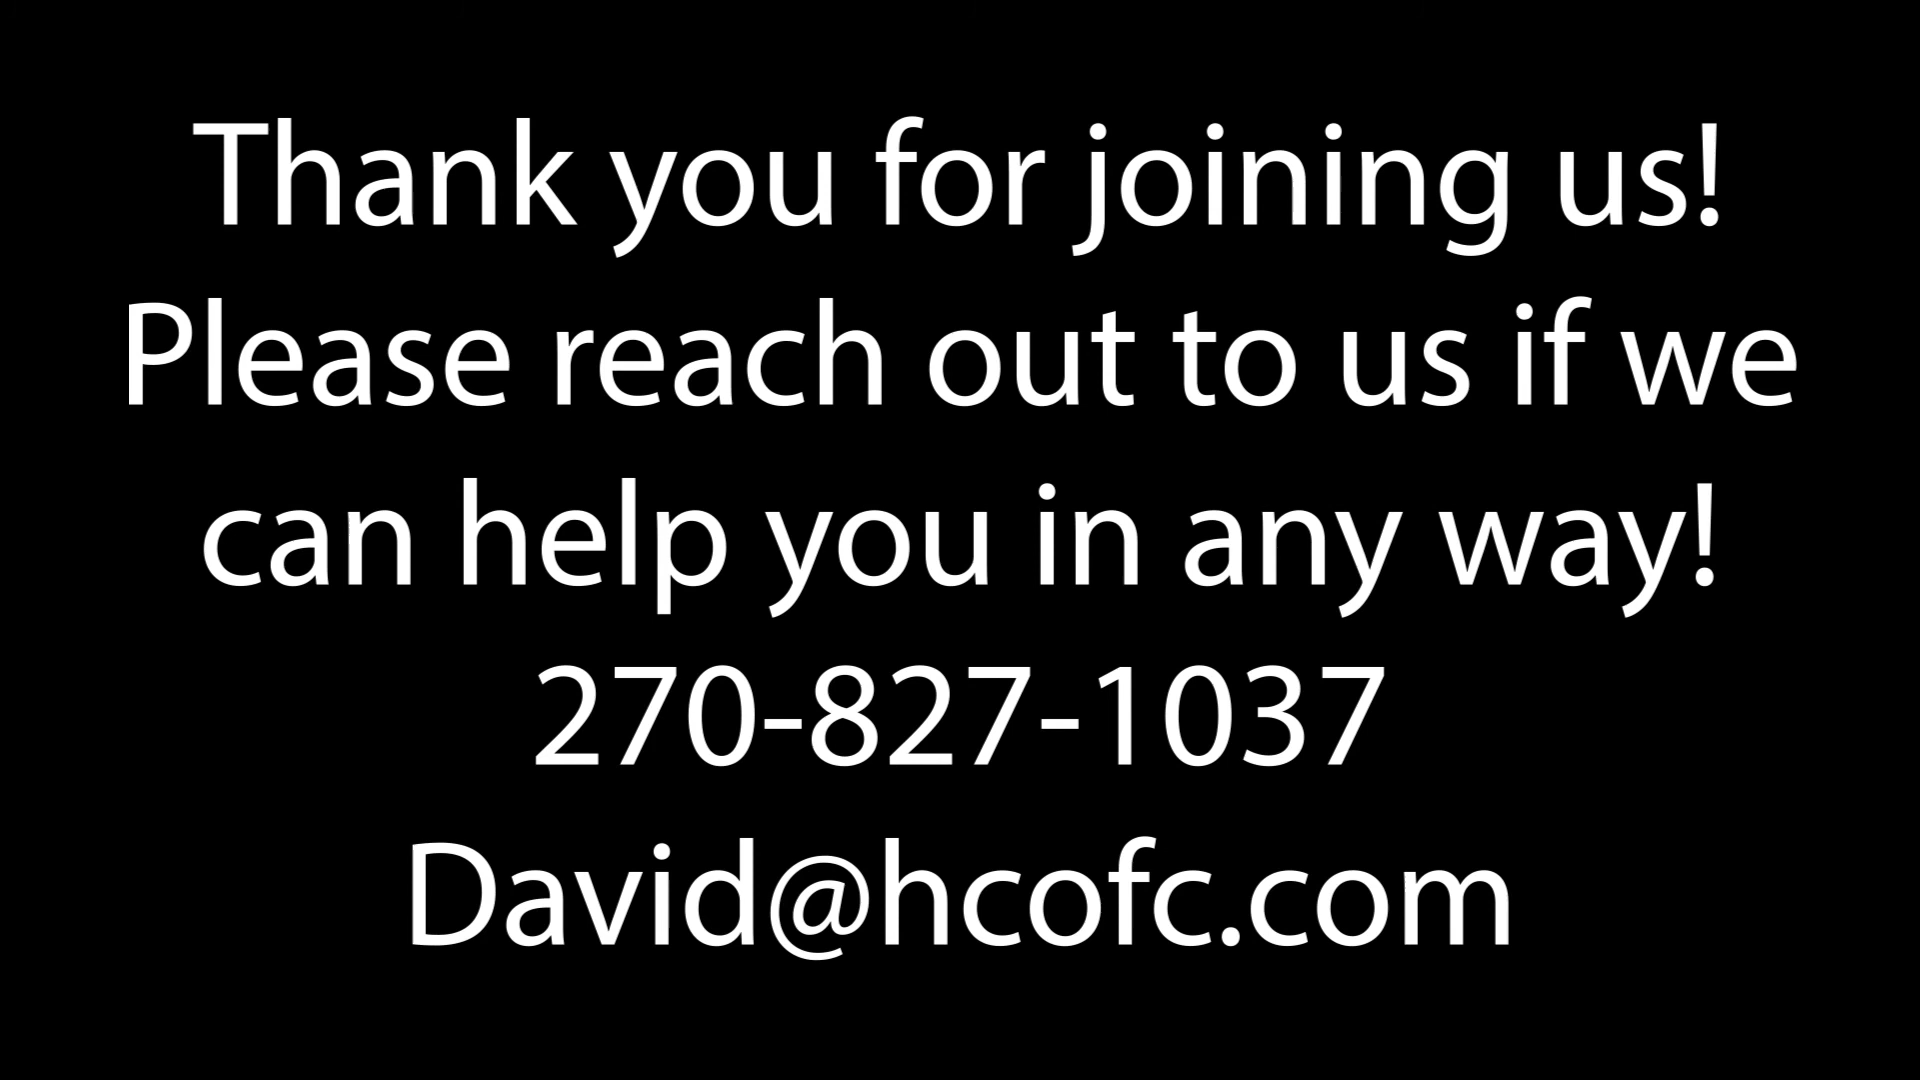 Thank you for joining us!
Please reach out to us if we
can help you in any way!
270-827-1037
David@hcofc.com